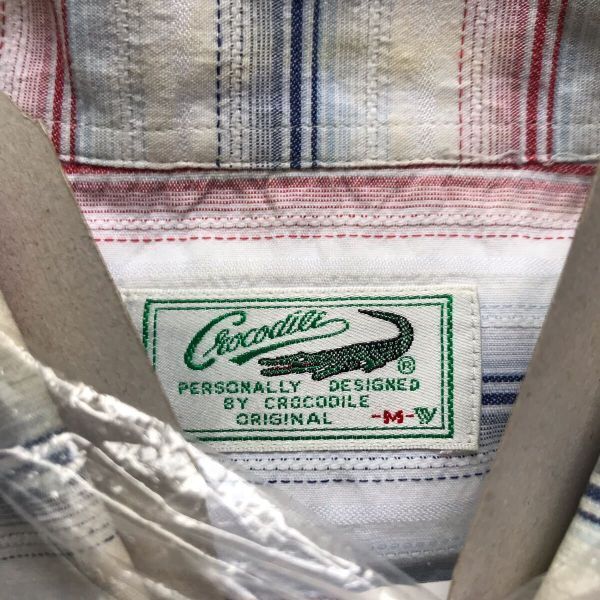 Crocodile
®
PERSONALLY DESIGNED
BY CROCODILE
ORIGINAL -M-W